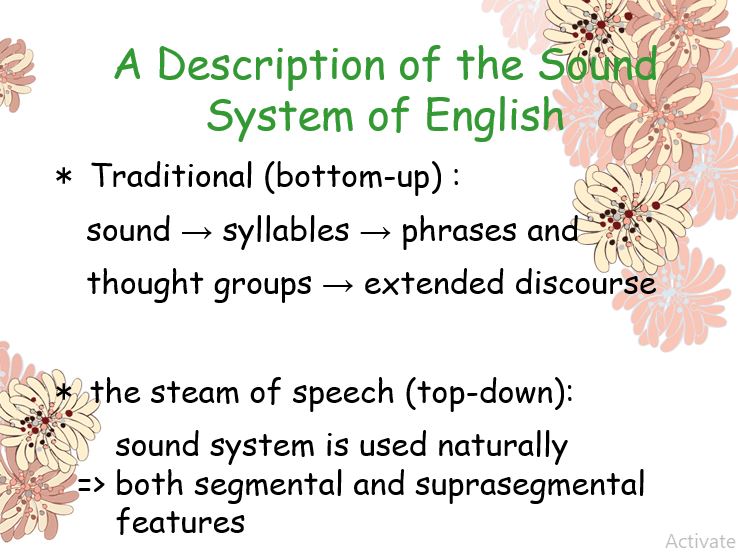 A Description of the Sound
System of English
* Traditional (bottom-up) :
sound → syllables → phrases and
thought groups → extended discourse
* the steam of speech (top-down):
sound system is used naturally
=> both segmental and suprasegmental
features
Activate